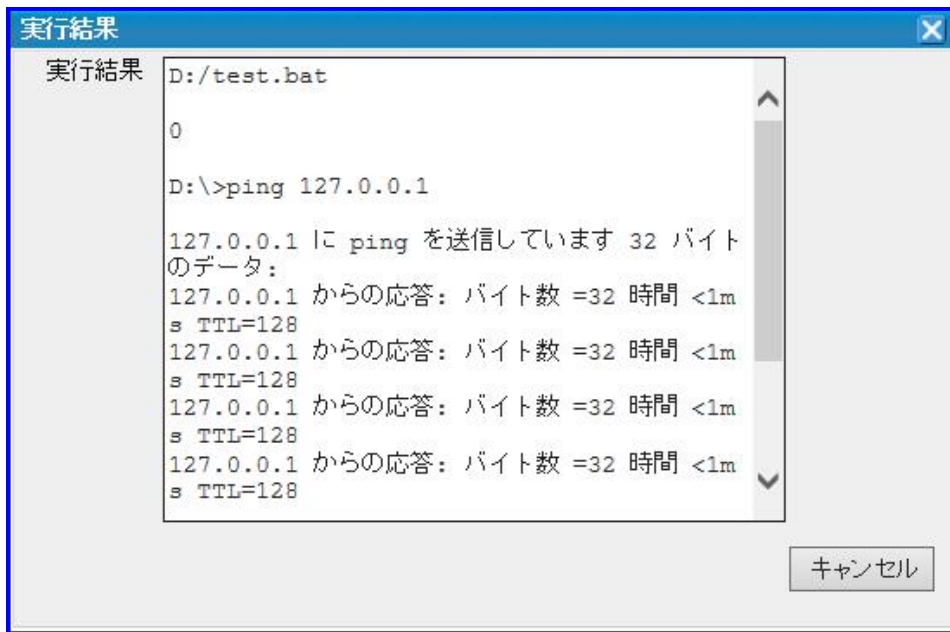 実行結果
実行結果
D:/test.bat
0
D:\>ping 127.0.0.1
127.0.0.1 に ping を送信しています 32 バイト
のデータ:
127.0.0.1 からの応答: バイト数 =32 時間 <1m
s TTL=128
127.0.0.1 からの応答: バイト数 =32 時間 <1m
s TTL=128
127.0.0.1 からの応答: バイト数 =32 時間 <1m
s TTL=128
127.0.0.1 からの応答: バイト数 =32 時間 <1m
s TTL=128
キャンセル